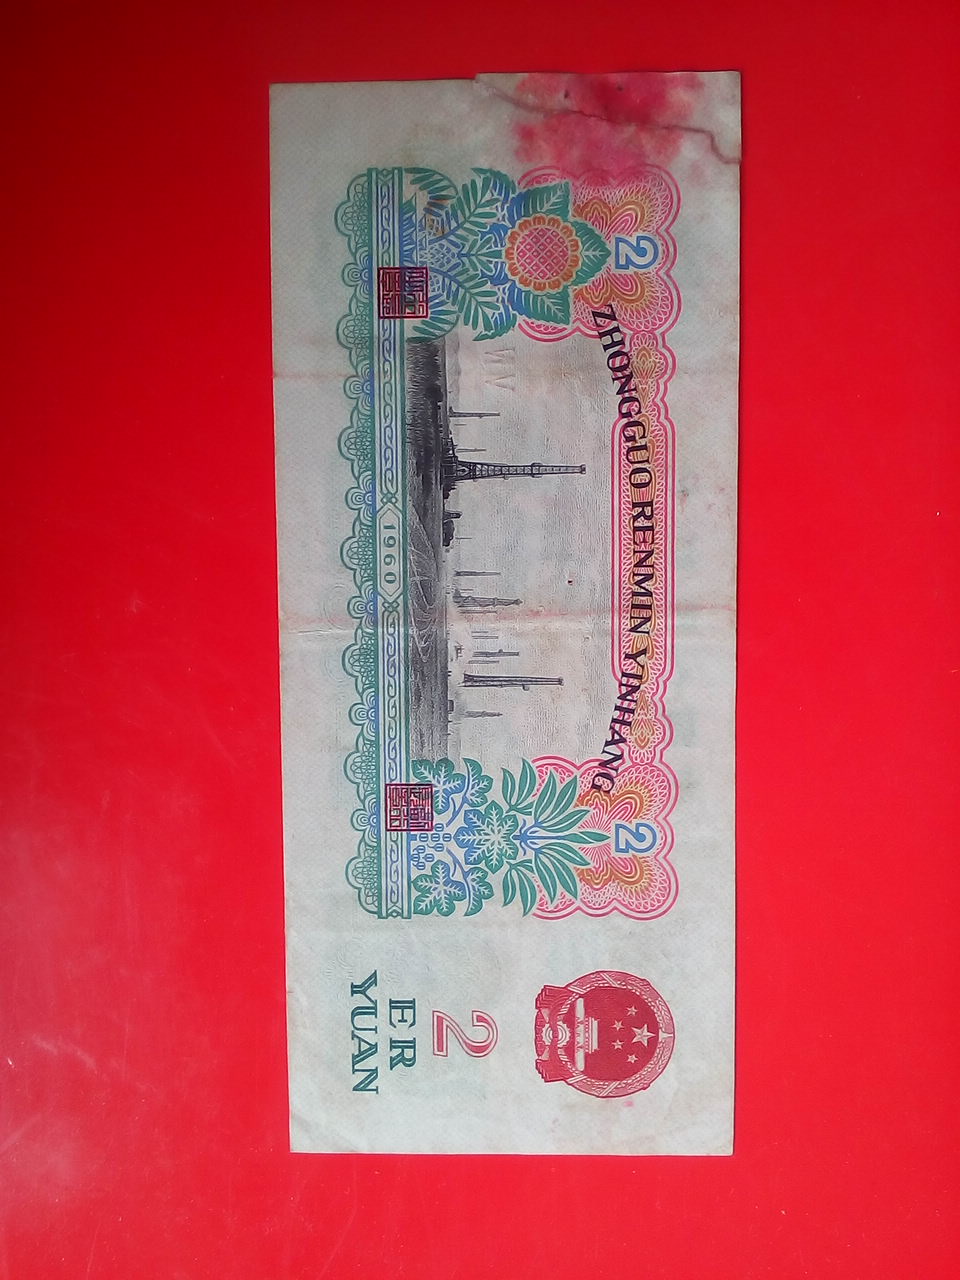 ZHONGGUO RENMIN YINHANG
2
2
1960
2
ER
YUAN